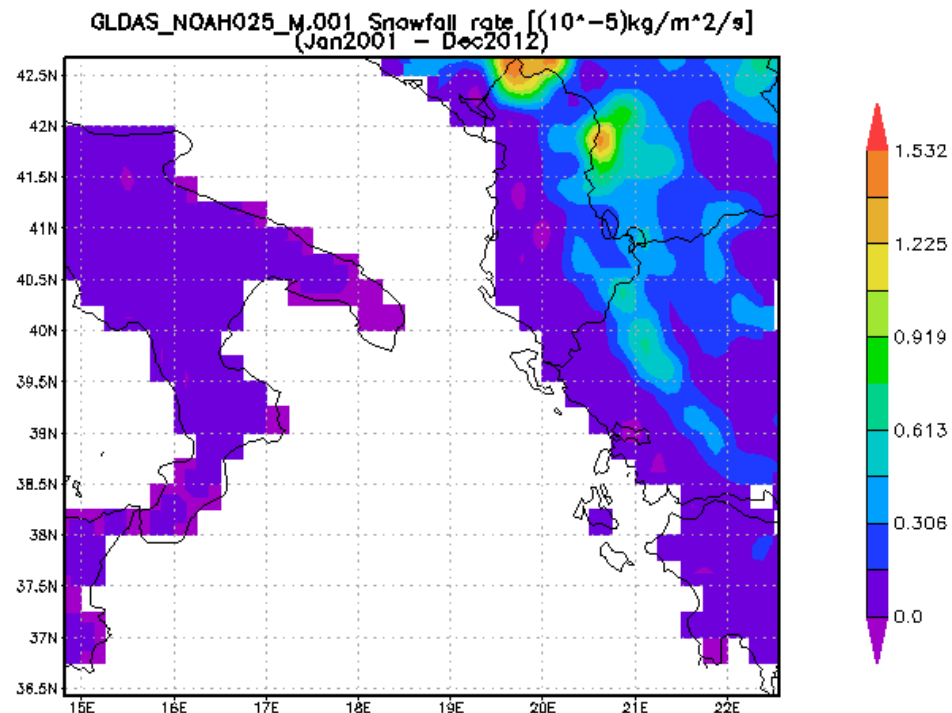 GLDAS_NOAH025_M.001 Snowfall rate [(10^-5)kg/m^2/s]
(Jan2001 - Dec2012)
42.5N
42N
41.5N
41N
40.5N
40N
39.5N
39N
38.5N
38N
37.5N
37N
36.5N
15E 16E 17E 18E 19E 20E 21E 22E
1.532
1.225
0.919
0.613
0.306
0.0